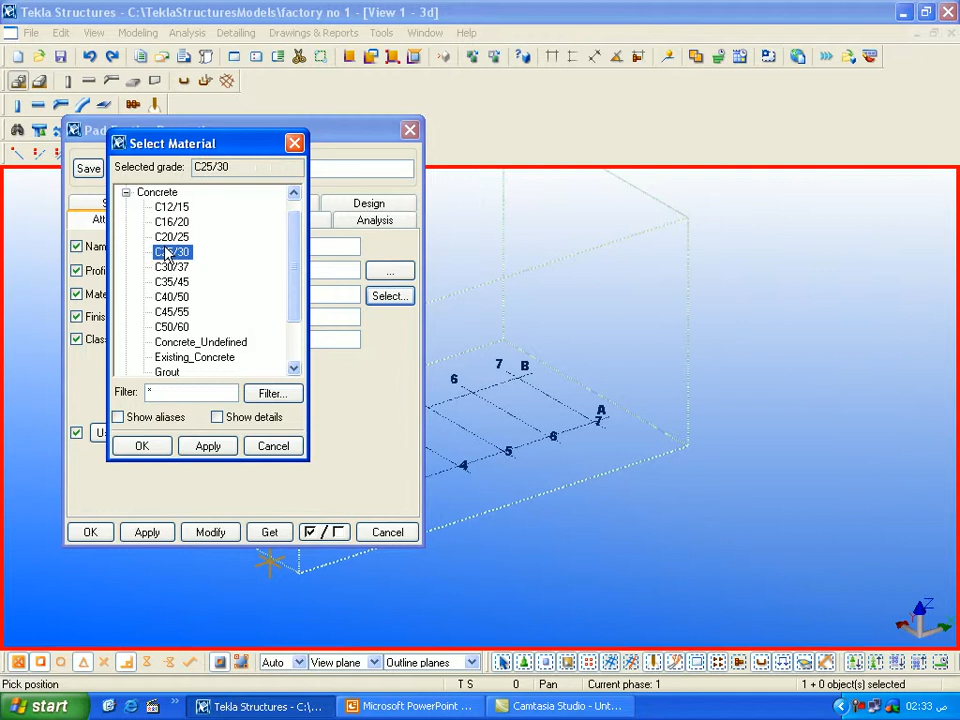 Tekla Structures - C:\TeklaStructuresModels\factory no 1 - [View 1 - 3d]
File Edit View Modeling Analysis Detailing Drawings & Reports Tools Window Help
Select Material
Selected grade: C25/30
Save
Concrete
C12/15
C16/20
C20/25
C25/30
C30/37
C35/45
C40/50
C45/55
C50/60
Concrete_Undefined
Existing_Concrete
Grout
Filter: * Filter...
Show aliases Show details
OK Apply Cancel
Design
Analysis
...
Select...
OK Apply Modify Get / Cancel
7 B
6
A
7
6
5
4
Z
Auto View plane Outline planes
Pick position T S 0 Pan Current phase: 1 1 + 0 object(s) selected
start Tekla Structures - C:\... Microsoft PowerPoint ... Camtasia Studio - Unt... 02:33 ص